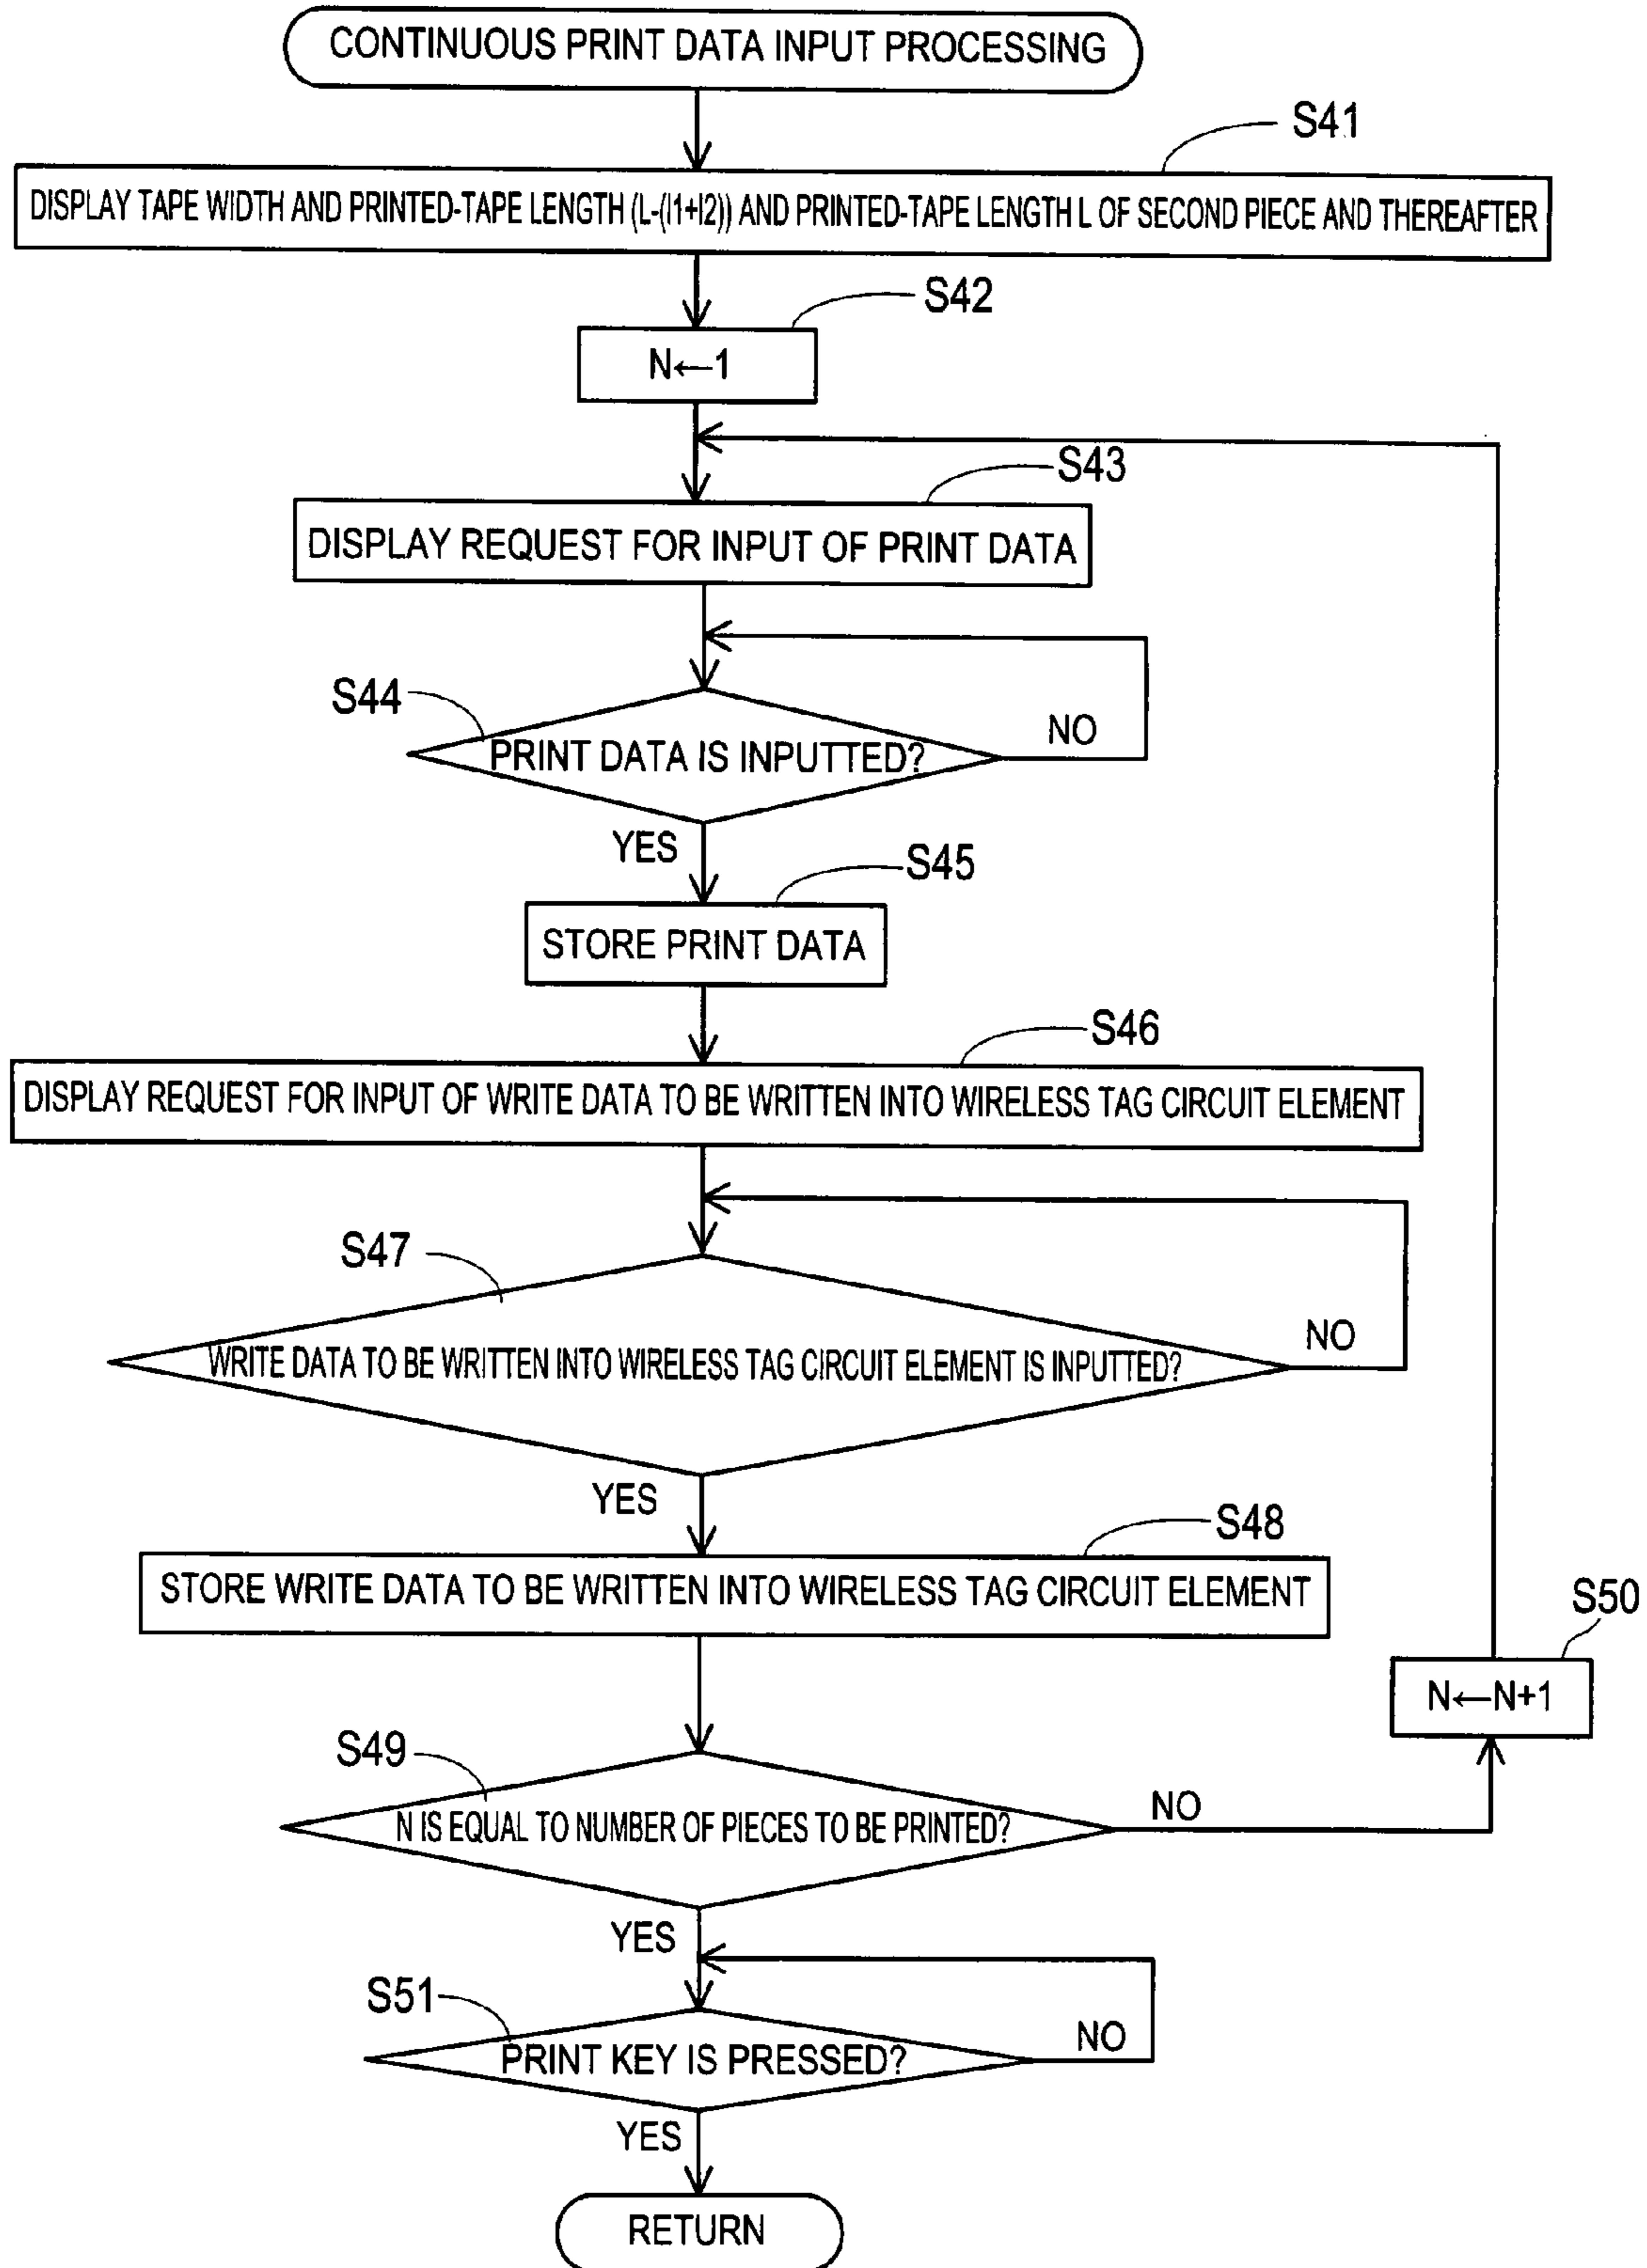 CONTINUOUS PRINT DATA INPUT PROCESSING
S41
DISPLAY TAPE WIDTH AND PRINTED-TAPE LENGTH (L-(l1+l2)) AND PRINTED-TAPE LENGTH L OF SECOND PIECE AND THEREAFTER
S42
N←1
S43
DISPLAY REQUEST FOR INPUT OF PRINT DATA
S44
NO
PRINT DATA IS INPUTTED?
YES
S45
STORE PRINT DATA
S46
DISPLAY REQUEST FOR INPUT OF WRITE DATA TO BE WRITTEN INTO WIRELESS TAG CIRCUIT ELEMENT
S47
NO
WRITE DATA TO BE WRITTEN INTO WIRELESS TAG CIRCUIT ELEMENT IS INPUTTED?
YES
S48
STORE WRITE DATA TO BE WRITTEN INTO WIRELESS TAG CIRCUIT ELEMENT
S50
N←N+1
S49
NO
N IS EQUAL TO NUMBER OF PIECES TO BE PRINTED?
YES
S51
NO
PRINT KEY IS PRESSED?
YES
RETURN